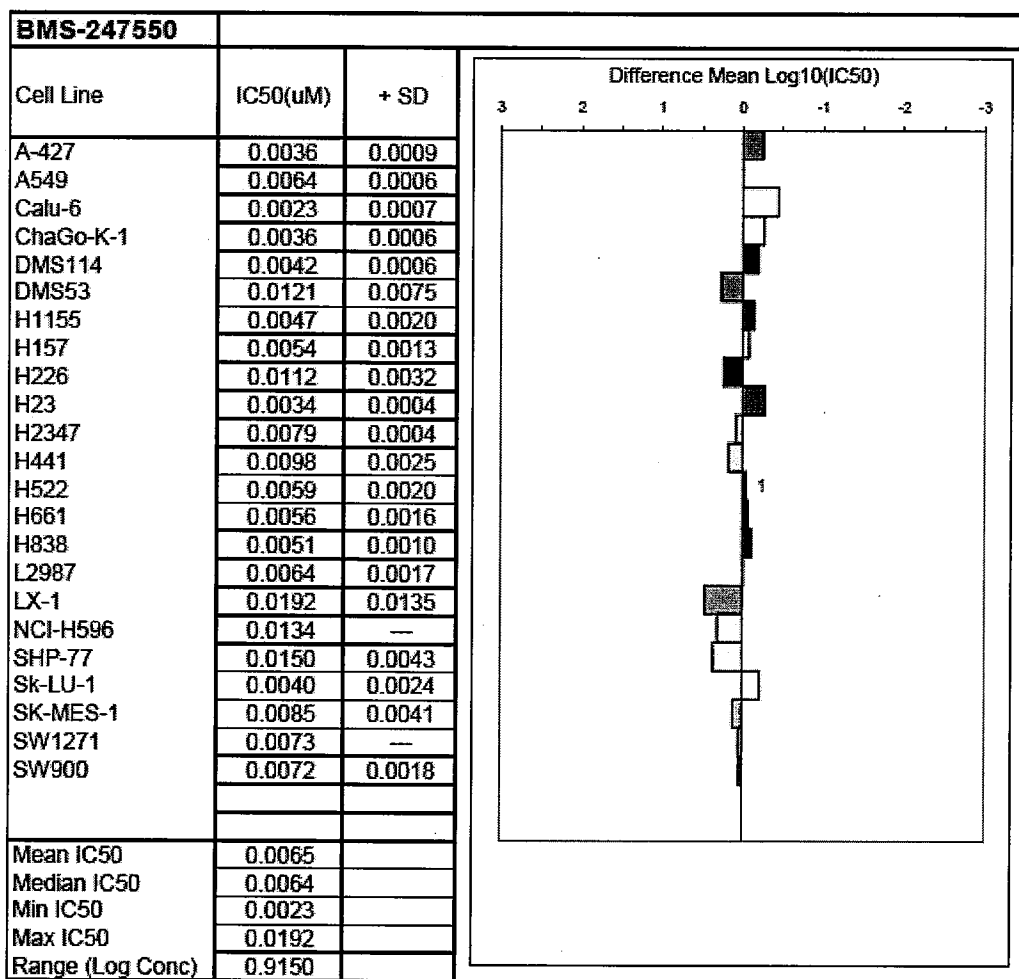 BMS-247550
Cell Line IC50(uM) + SD
Difference Mean Log10(IC50)
3 2 1 0 -1 -2 -3
A-427 0.0036 0.0009
A549 0.0064 0.0006
Calu-6 0.0023 0.0007
ChaGo-K-1 0.0036 0.0006
DMS114 0.0042 0.0006
DMS53 0.0121 0.0075
H1155 0.0047 0.0020
H157 0.0054 0.0013
H226 0.0112 0.0032
H23 0.0034 0.0004
H2347 0.0079 0.0004
H441 0.0098 0.0025
H522 0.0059 0.0020 1
H661 0.0056 0.0016
H838 0.0051 0.0010
L2987 0.0064 0.0017
LX-1 0.0192 0.0135
NCI-H596 0.0134 —
SHP-77 0.0150 0.0043
Sk-LU-1 0.0040 0.0024
SK-MES-1 0.0085 0.0041
SW1271 0.0073 —
SW900 0.0072 0.0018
Mean IC50 0.0065
Median IC50 0.0064
Min IC50 0.0023
Max IC50 0.0192
Range (Log Conc) 0.9150